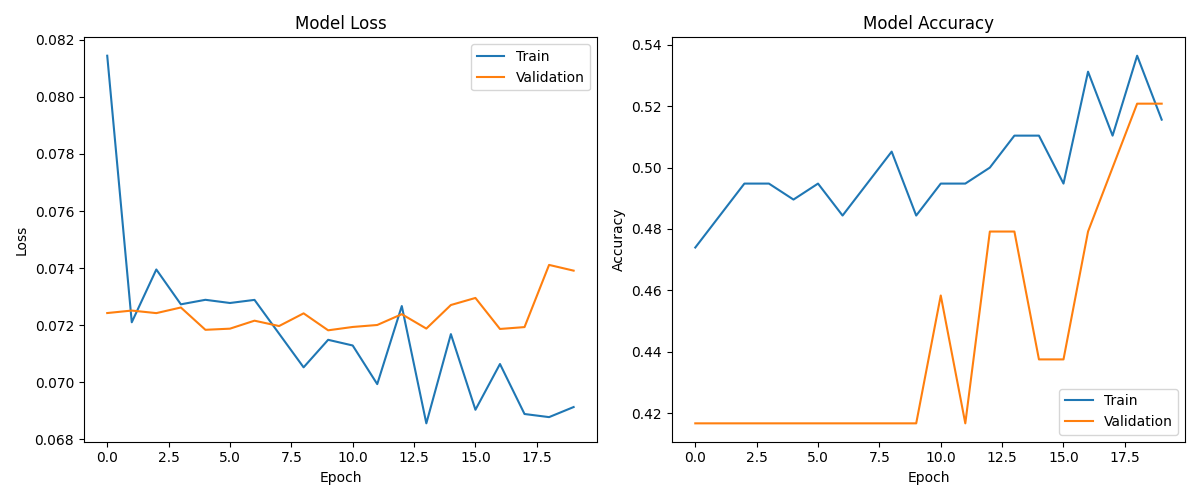 Model Loss
0.082
0.080
0.078
0.076
0.074
0.072
0.070
0.068
Loss
0.0 2.5 5.0 7.5 10.0 12.5 15.0 17.5
Epoch
Train
Validation
Model Accuracy
0.54
0.52
0.50
0.48
0.46
0.44
0.42
Accuracy
0.0 2.5 5.0 7.5 10.0 12.5 15.0 17.5
Epoch
Train
Validation